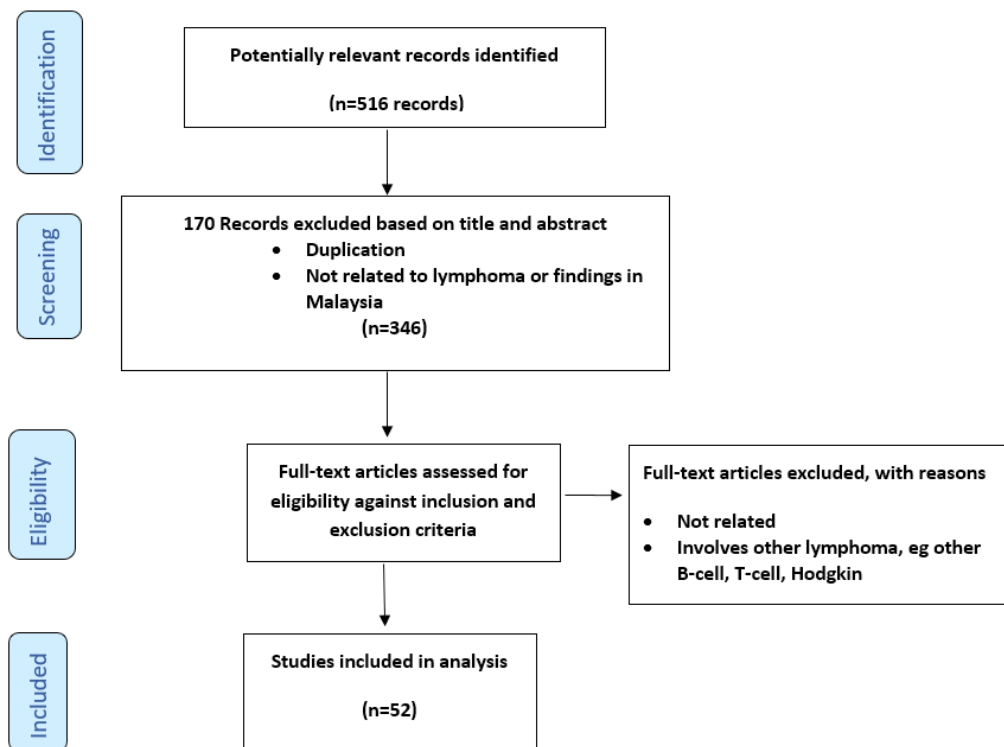 Identification
Potentially relevant records identified
(n=516 records)
Screening
170 Records excluded based on title and abstract
• Duplication
• Not related to lymphoma or findings in
Malaysia
(n=346)
Eligibility
Full-text articles assessed for
eligibility against inclusion and
exclusion criteria
Full-text articles excluded, with reasons
• Not related
• Involves other lymphoma, eg other
B-cell, T-cell, Hodgkin
Included
Studies included in analysis
(n=52)